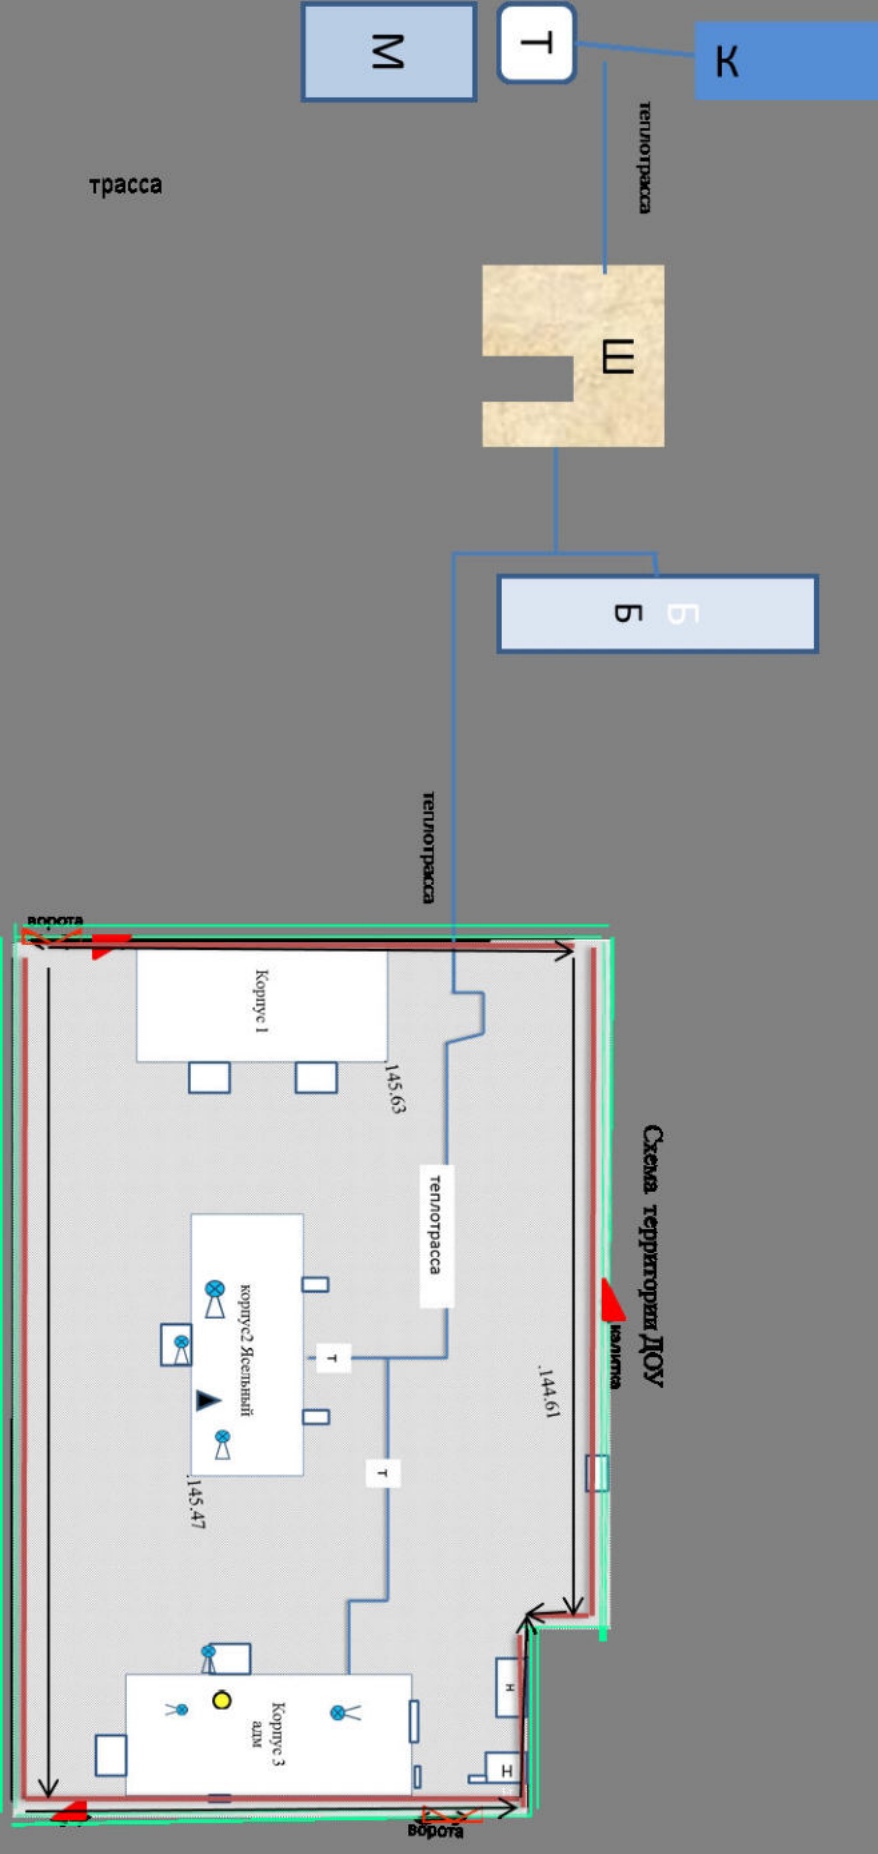 М
Т
К
теплотрасса
трасса
Ш
Б
Б
теплотрасса
ворота
Корпус 1
.145.63
Схема территории ДОУ
теплотрасса
калитка
корпус2 Ясельный
т
.144.61
т
.145.47
Корпус 3
адм
н
Н
ворота